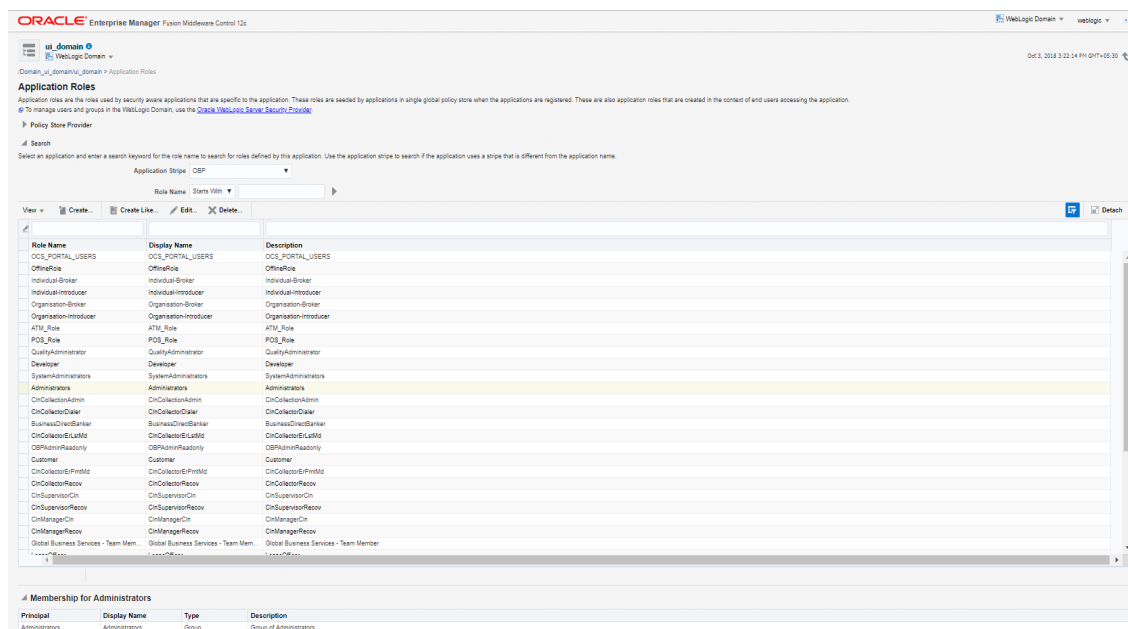 ORACLE Enterprise Manager Fusion Middleware Control 12c
WebLogic Domain weblogic
ui_domain
WebLogic Domain
Oct 3, 2018 3:22:14 PM GMT+05:30
/Domain_ui_domain/ui_domain > Application Roles
Application Roles
Application roles are the roles used by security aware applications that are specific to the application. These roles are seeded by applications in single global policy store when the applications are registered. These are also application roles that are created in the context of end users accessing the application.
To manage users and groups in the WebLogic Domain, use the Oracle WebLogic Server Security Provider.
Policy Store Provider
Search
Select an application and enter a search keyword for the role name to search for roles defined by this application. Use the application stripe to search if the application uses a stripe that is different from the application name.
Application Stripe OBP
Role Name Starts With
View Create... Create Like... Edit... Delete... Detach
Role Name Display Name Description
OCS_PORTAL_USERS OCS_PORTAL_USERS OCS_PORTAL_USERS
OfflineRole OfflineRole OfflineRole
Individual-Broker Individual-Broker Individual-Broker
Individual-Introducer Individual-Introducer Individual-Introducer
Organisation-Broker Organisation-Broker Organisation-Broker
Organisation-Introducer Organisation-Introducer Organisation-Introducer
ATM_Role ATM_Role ATM_Role
POS_Role POS_Role POS_Role
QualityAdministrator QualityAdministrator QualityAdministrator
Developer Developer Developer
SystemAdministrators SystemAdministrators SystemAdministrators
Administrators Administrators Administrators
ClnCollectionAdmin ClnCollectionAdmin ClnCollectionAdmin
ClnCollectorDialer ClnCollectorDialer ClnCollectorDialer
BusinessDirectBanker BusinessDirectBanker BusinessDirectBanker
ClnCollectorErLstMd ClnCollectorErLstMd ClnCollectorErLstMd
OBPAdminReadonly OBPAdminReadonly OBPAdminReadonly
Customer Customer Customer
ClnCollectorErPmtMd ClnCollectorErPmtMd ClnCollectorErPmtMd
ClnCollectorRecov ClnCollectorRecov ClnCollectorRecov
ClnSupervisorCln ClnSupervisorCln ClnSupervisorCln
ClnSupervisorRecov ClnSupervisorRecov ClnSupervisorRecov
ClnManagerCln ClnManagerCln ClnManagerCln
ClnManagerRecov ClnManagerRecov ClnManagerRecov
Global Business Services - Team Mem... Global Business Services - Team Mem... Global Business Services - Team Member
Membership for Administrators
Principal Display Name Type Description
Administrators Administrators Group Group of Administrators